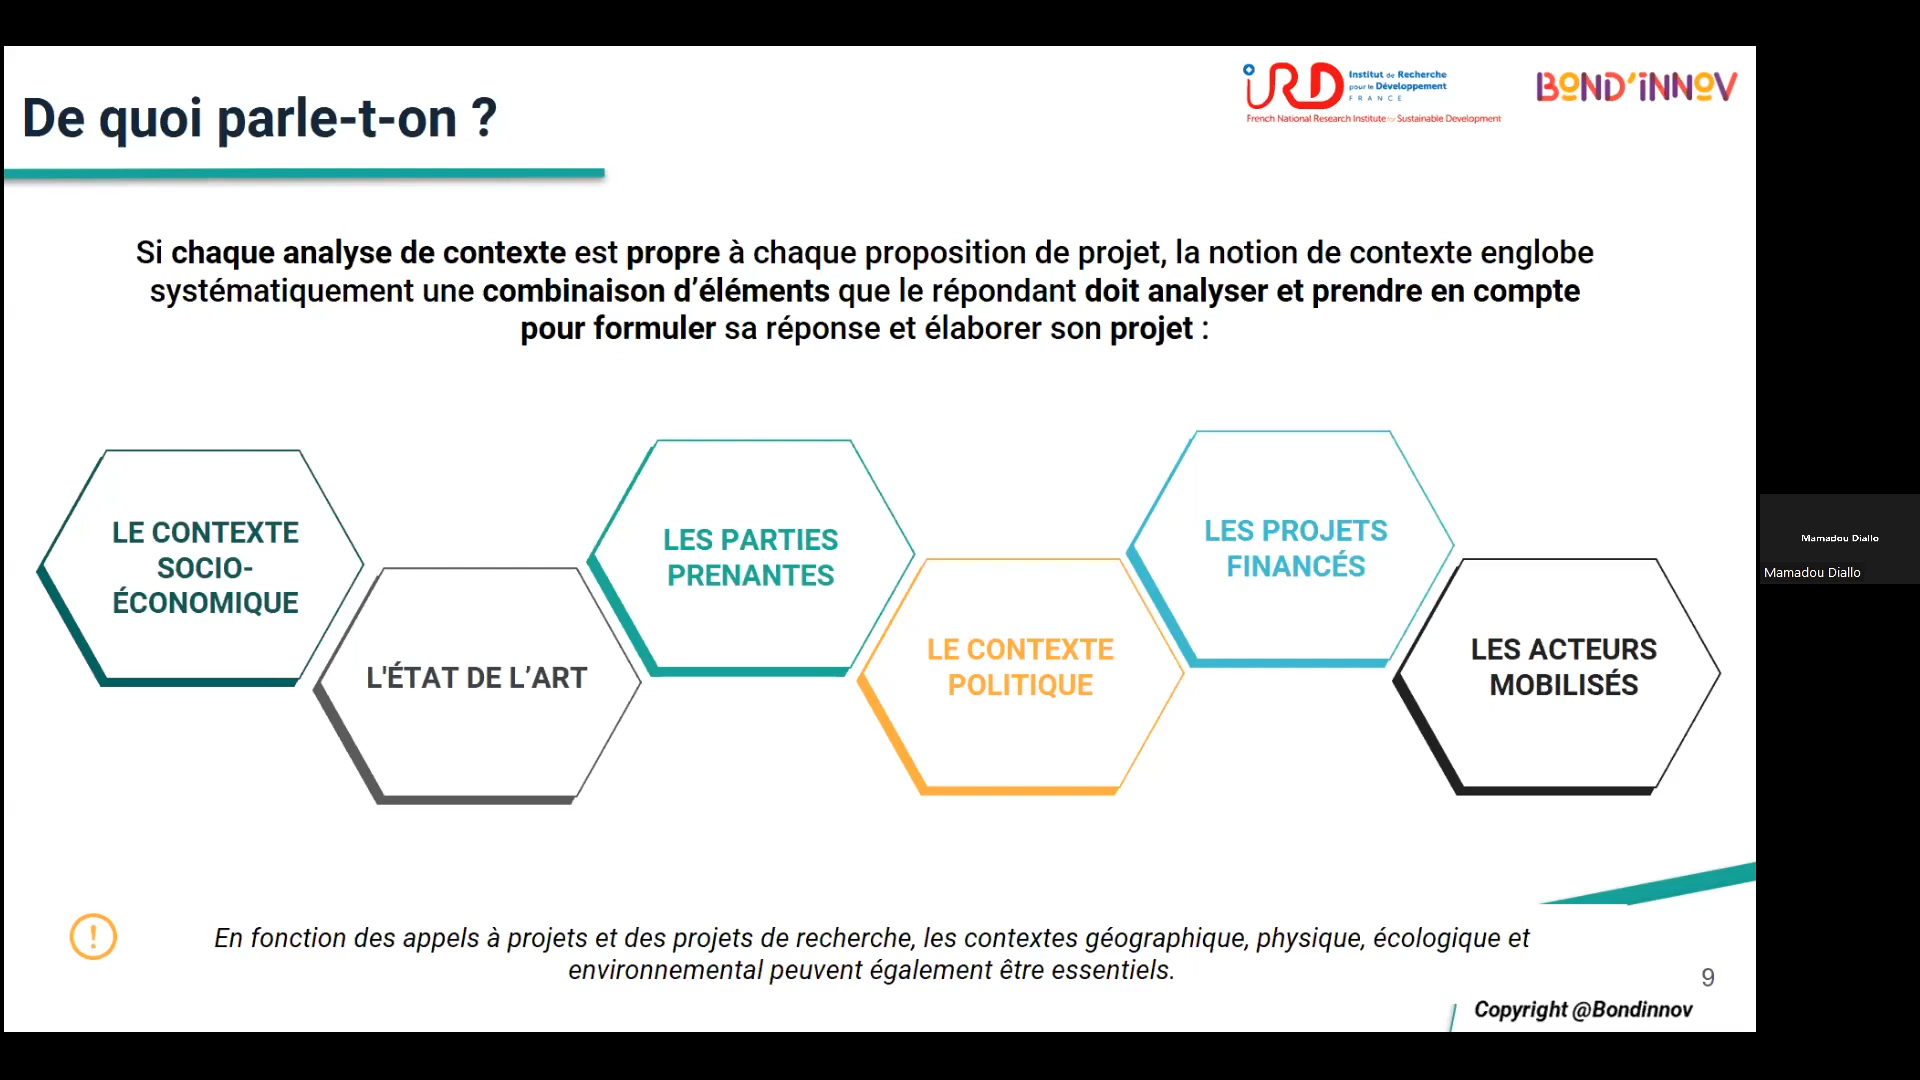 De quoi parle-t-on ?
iRD
Institut de Recherche
pour le Développement
FRANCE
French National Research Institute for Sustainable Development
BOND'iNNOV
Si chaque analyse de contexte est propre à chaque proposition de projet, la notion de contexte englobe
systématiquement une combinaison d’éléments que le répondant doit analyser et prendre en compte
pour formuler sa réponse et élaborer son projet :
LE CONTEXTE
SOCIO-
ÉCONOMIQUE
L'ÉTAT DE L’ART
LES PARTIES
PRENANTES
LE CONTEXTE
POLITIQUE
LES PROJETS
FINANCÉS
LES ACTEURS
MOBILISÉS
Mamadou Diallo
Mamadou Diallo
!
En fonction des appels à projets et des projets de recherche, les contextes géographique, physique, écologique et
environnemental peuvent également être essentiels.
9
Copyright @Bondinnov